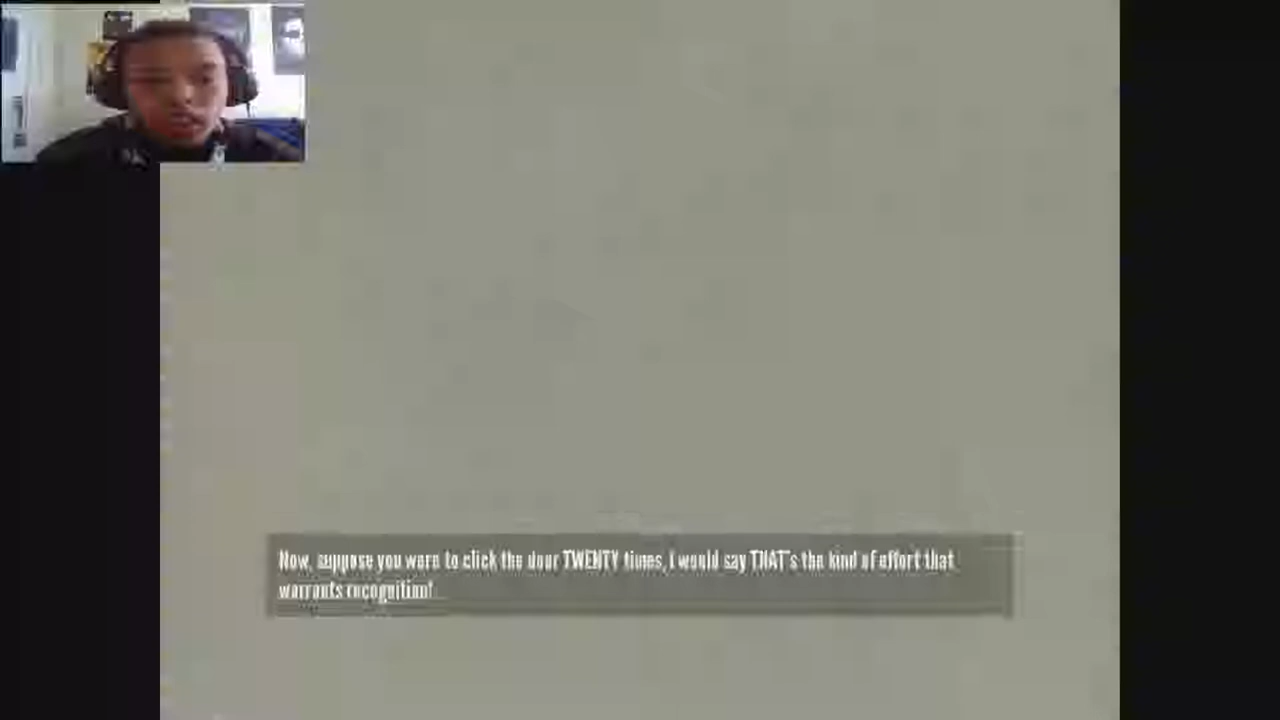 Now, suppose you were to click the door TWENTY times, I would say THAT's the kind of effort that
warrants recognition!